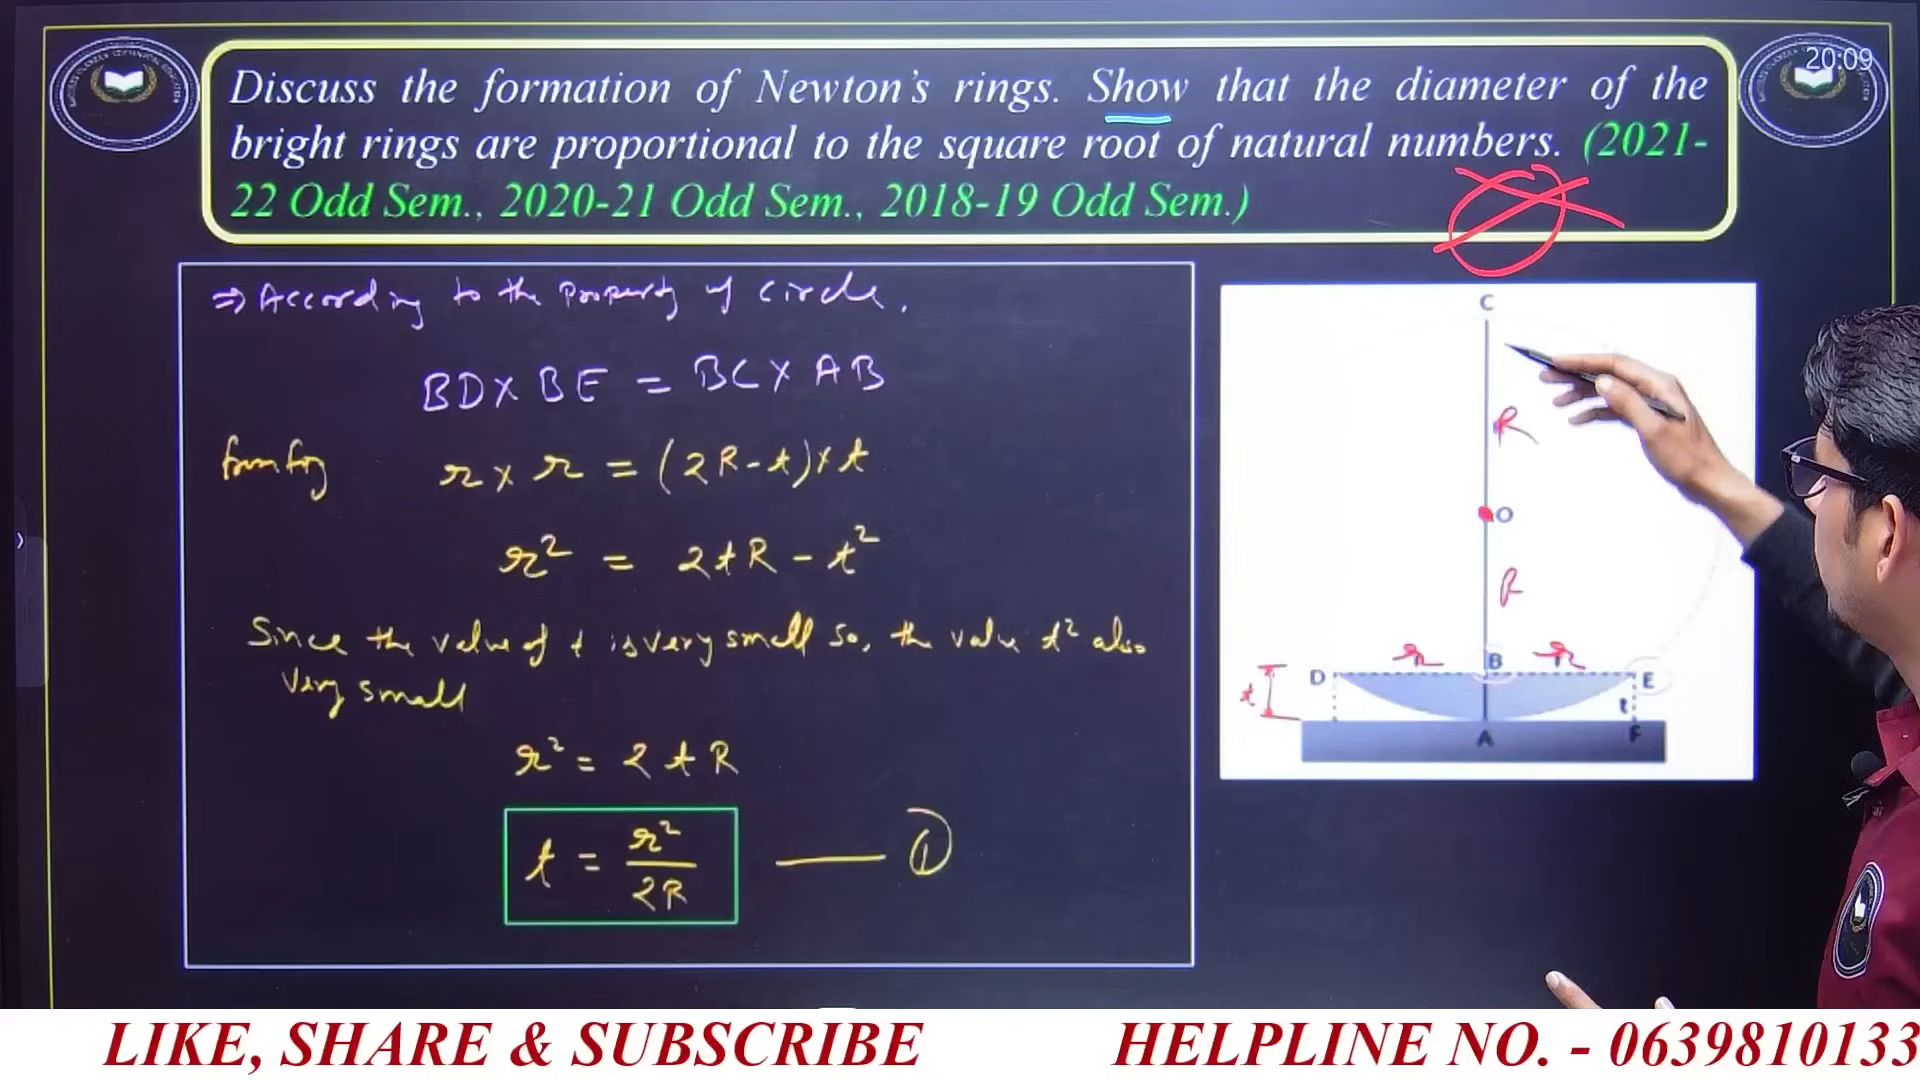 20:09
Discuss the formation of Newton's rings. Show that the diameter of the
bright rings are proportional to the square root of natural numbers. (2021-
22 Odd Sem., 2020-21 Odd Sem., 2018-19 Odd Sem.)
⇒ According to the Property of circle,
BD × BE = BC × AB
r × r = (2R - t) × t
r² = 2tR - t²
Since the value of t is very small so, the value t² also
very small
r² = 2tR
t = r²/2R —— ①
C
R
O
R
r B r
D E
t t
A F
LIKE, SHARE & SUBSCRIBE HELPLINE NO. - 0639810133